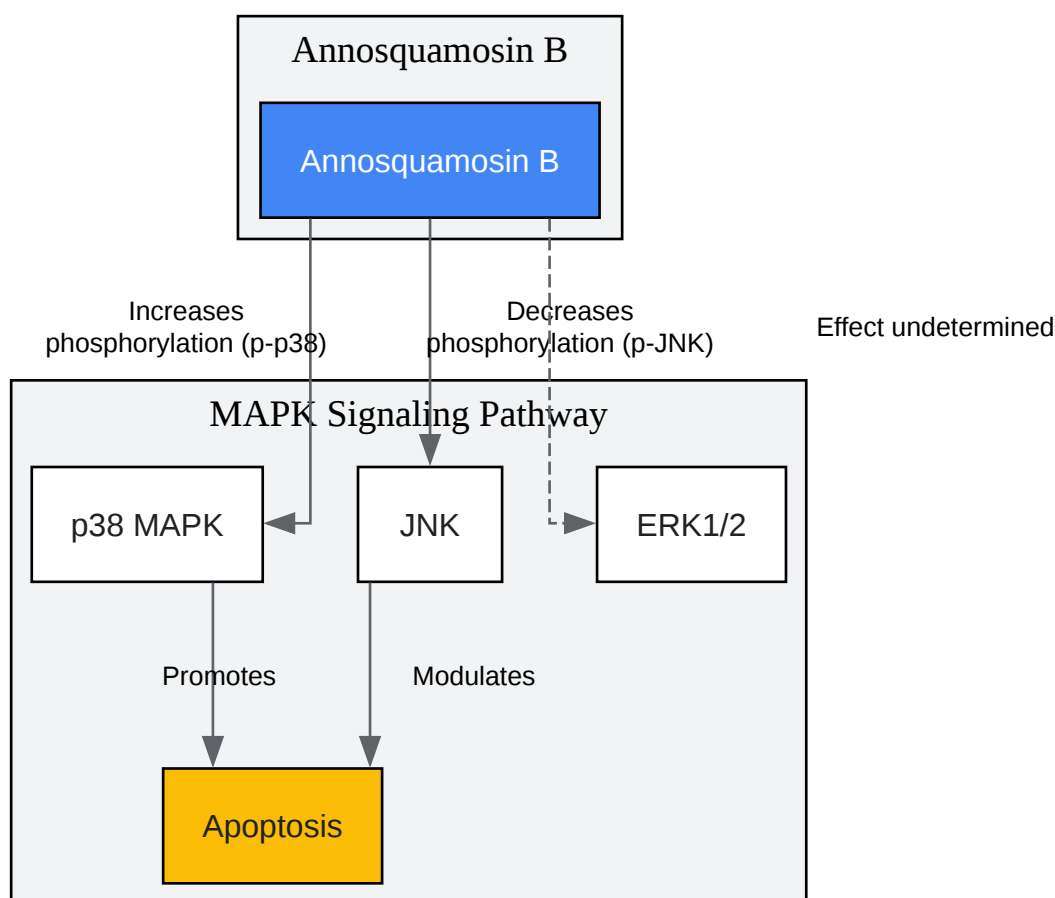 Annosquamosin B
Annosquamosin B
Increases
phosphorylation (p-p38)
Decreases
phosphorylation (p-JNK)
Effect undetermined
MAPK Signaling Pathway
p38 MAPK
JNK
ERK1/2
Promotes
Modulates
Apoptosis